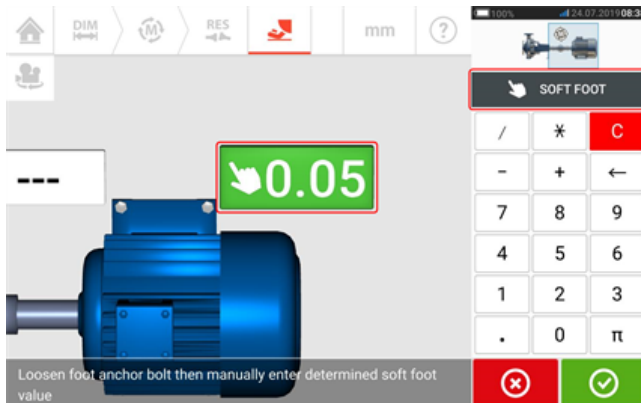 DIM
M
RES
mm
?
100%
24.07.2019 08:3
SOFT FOOT
/ * C
- + ←
7 8 9
4 5 6
1 2 3
. 0 π
---
0.05
Loosen foot anchor bolt then manually enter determined soft foot
value